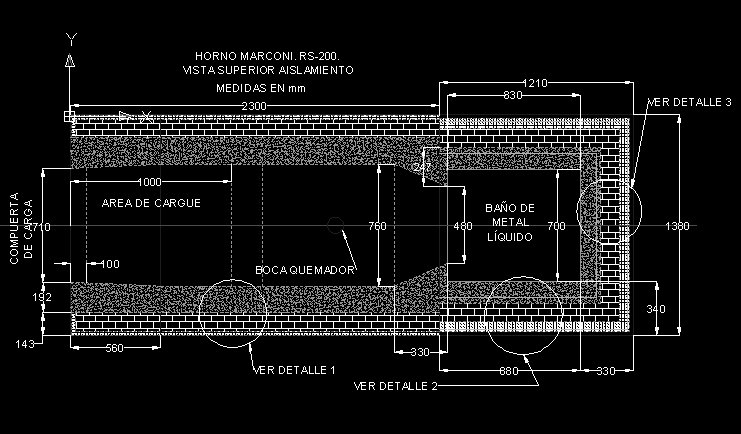 Y
HORNO MARCONI. RS-200.
VISTA SUPERIOR AISLAMIENTO
MEDIDAS EN mm
1210
830
2300
VER DETALLE 3
X
1000
AREA DE CARGUE
COMPUERTA
DE CARGA
710
760
460
BAÑO DE
METAL
LÍQUIDO
700
1380
100
BOCA QUEMADOR
192
340
143
560
330
VER DETALLE 1
680
330
VER DETALLE 2